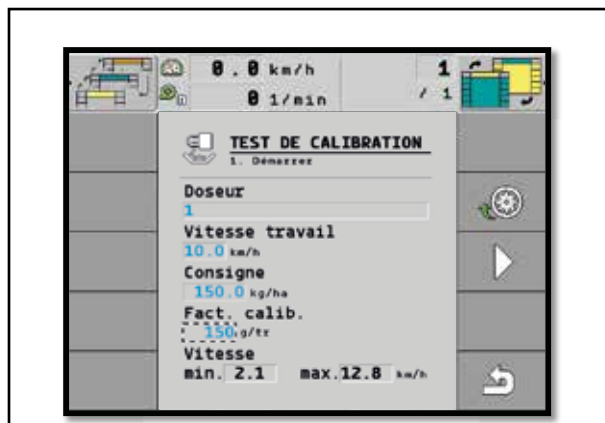 0.0 km/h 1
0 1/min / 1
TEST DE CALIBRATION
1. Démarrer
Doseur
1
Vitesse travail
10.0 km/h
Consigne
150.0 kg/ha
Fact. calib.
150 g/tr
Vitesse
min. 2.1 max. 12.8 km/h